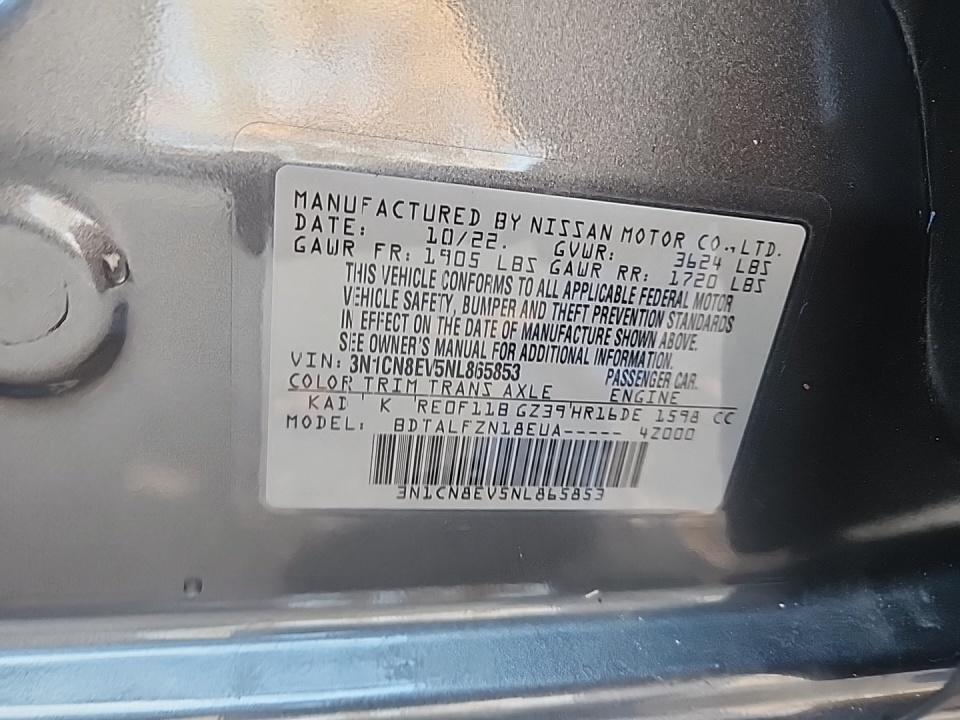 MANUFACTURED BY NISSAN MOTOR CO.,LTD.
DATE: 10/22. GVWR: 3624 LBS
GAWR FR: 1905 LBS GAWR RR: 1720 LBS
THIS VEHICLE CONFORMS TO ALL APPLICABLE FEDERAL MOTOR
VEHICLE SAFETY, BUMPER AND THEFT PREVENTION STANDARDS
IN EFFECT ON THE DATE OF MANUFACTURE SHOWN ABOVE.
SEE OWNER'S MANUAL FOR ADDITIONAL INFORMATION.
VIN: 3N1CN8EV5NL865853 PASSENGER CAR.
COLOR TRIM TRANS AXLE ENGINE
KAD K RE0F11B GZ39 HR16DE 1598 CC
MODEL: BDTALFZN18EUA----- 4Z000
3N1CN8EV5NL865853